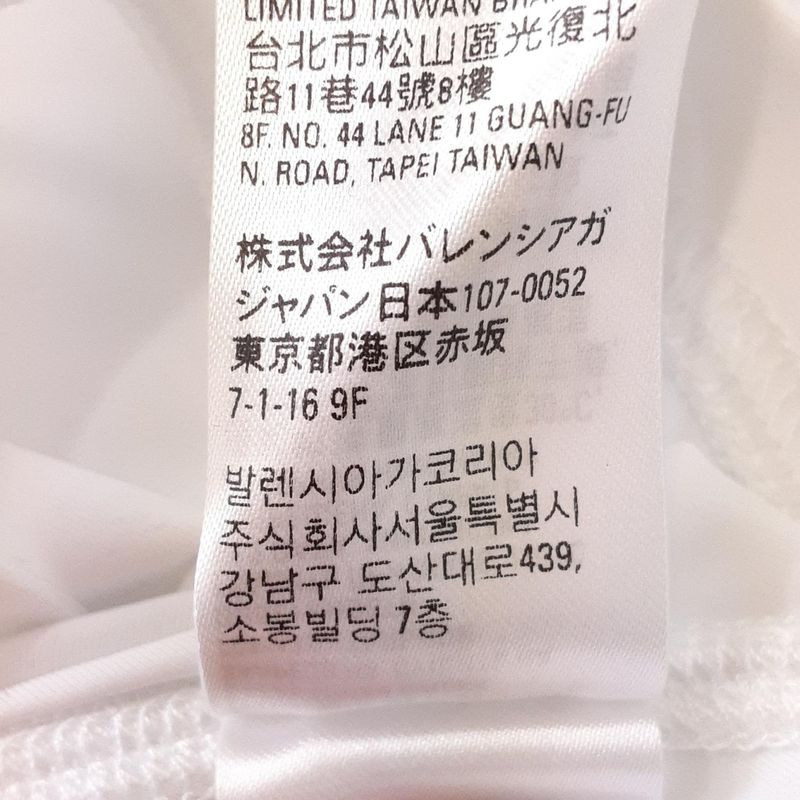 LIMITED TAIWAN BRA
台北市松山區光復北
路11巷44號8樓
8F. NO. 44 LANE 11 GUANG-FU
N. ROAD, TAPEI TAIWAN
株式会社バレンシアガ
ジャパン日本107-0052
東京都港区赤坂
7-1-16 9F
발렌시아가코리아
주식회사서울특별시
강남구 도산대로439,
소봉빌딩 7층